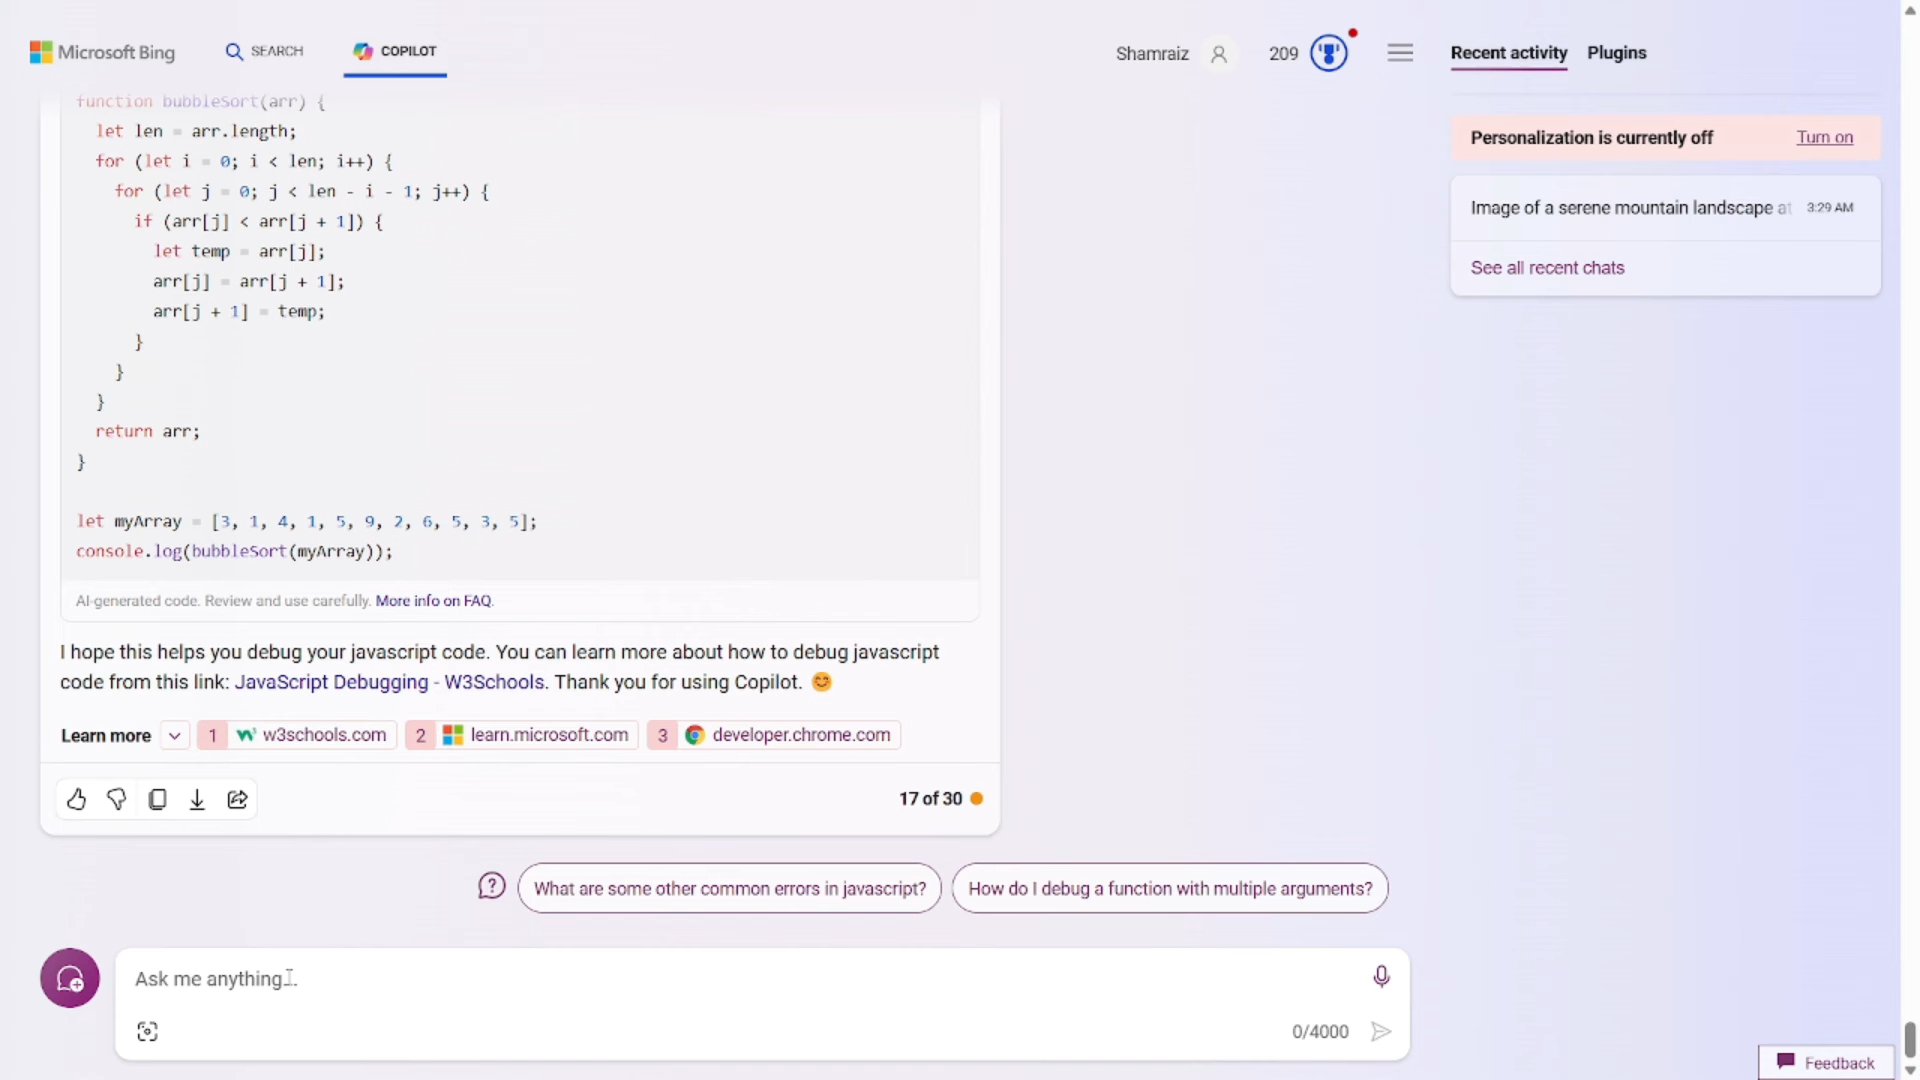 Microsoft Bing
SEARCH
COPILOT
Shamraiz
209
Recent activity
Plugins
function bubbleSort(arr) {
let len = arr.length;
for (let i = 0; i < len; i++) {
for (let j = 0; j < len - i - 1; j++) {
if (arr[j] < arr[j + 1]) {
let temp = arr[j];
arr[j] = arr[j + 1];
arr[j + 1] = temp;
}
}
}
return arr;
}
let myArray = [3, 1, 4, 1, 5, 9, 2, 6, 5, 3, 5];
console.log(bubbleSort(myArray));
AI-generated code. Review and use carefully. More info on FAQ.
I hope this helps you debug your javascript code. You can learn more about how to debug javascript
code from this link: JavaScript Debugging - W3Schools. Thank you for using Copilot. 😊
Learn more
1 w3schools.com
2 learn.microsoft.com
3 developer.chrome.com
17 of 30
What are some other common errors in javascript?
How do I debug a function with multiple arguments?
Ask me anything...
0/4000
Personalization is currently off
Turn on
Image of a serene mountain landscape at
3:29 AM
See all recent chats
Feedback